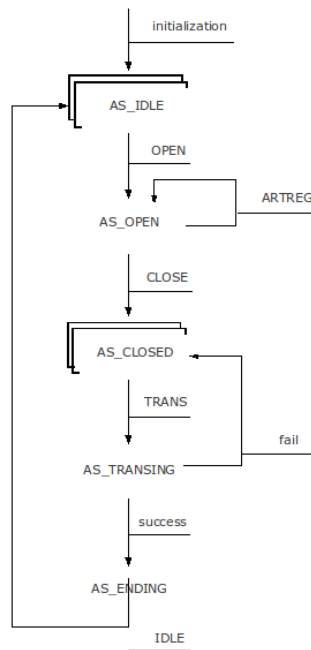 initialization
AS_IDLE
OPEN
ARTREG
AS_OPEN
CLOSE
AS_CLOSED
TRANS
fail
AS_TRANSING
success
AS_ENDING
IDLE